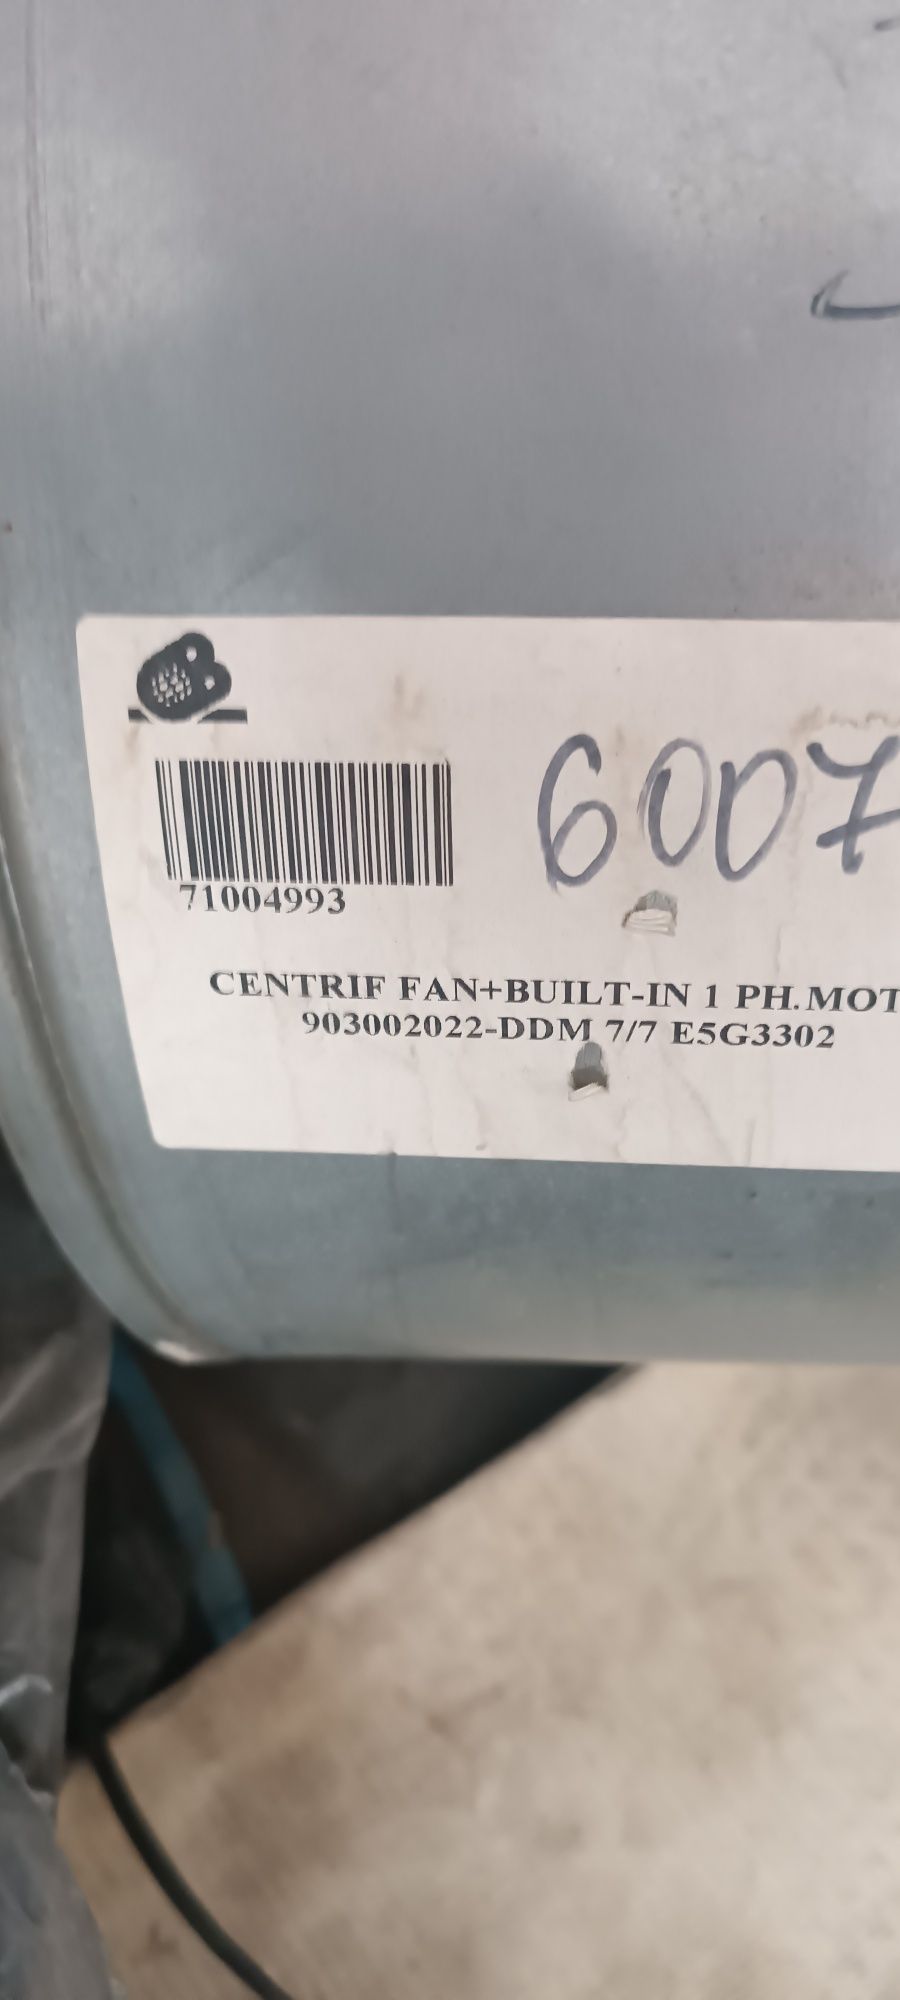 6007
71004993
CENTRIF FAN+BUILT-IN 1 PH.MOT
903002022-DDM 7/7 E5G3302